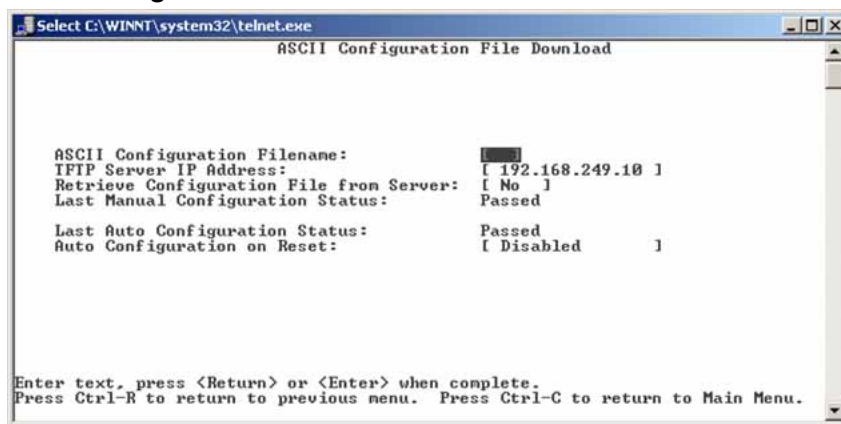 Select C:\WINNT\system32\telnet.exe
ASCII Configuration File Download
ASCII Configuration Filename: [ ]
TFTP Server IP Address: [ 192.168.249.10 ]
Retrieve Configuration File from Server: [ No ]
Last Manual Configuration Status: Passed
Last Auto Configuration Status: Passed
Auto Configuration on Reset: [ Disabled ]
Enter text, press <Return> or <Enter> when complete.
Press Ctrl-R to return to previous menu. Press Ctrl-C to return to Main Menu.